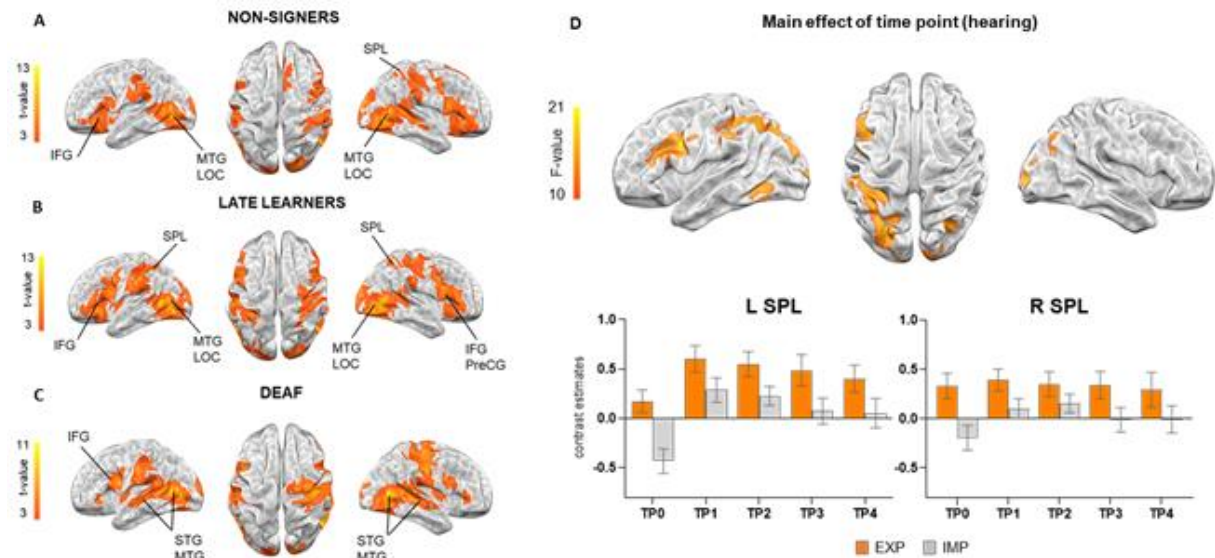 A
NON-SIGNERS
13
t-value
3
IFG
MTG
LOC
SPL
MTG
LOC
B
LATE LEARNERS
13
t-value
3
SPL
IFG
MTG
LOC
SPL
MTG
LOC
IFG
PreCG
C
DEAF
11
t-value
3
IFG
STG
MTG
STG
MTG
D
Main effect of time point (hearing)
21
F-value
10
L SPL
1.0
0.5
0.0
-0.5
contrast estimates
TP0 TP1 TP2 TP3 TP4
R SPL
1.0
0.5
0.0
-0.5
TP0 TP1 TP2 TP3 TP4
EXP IMP